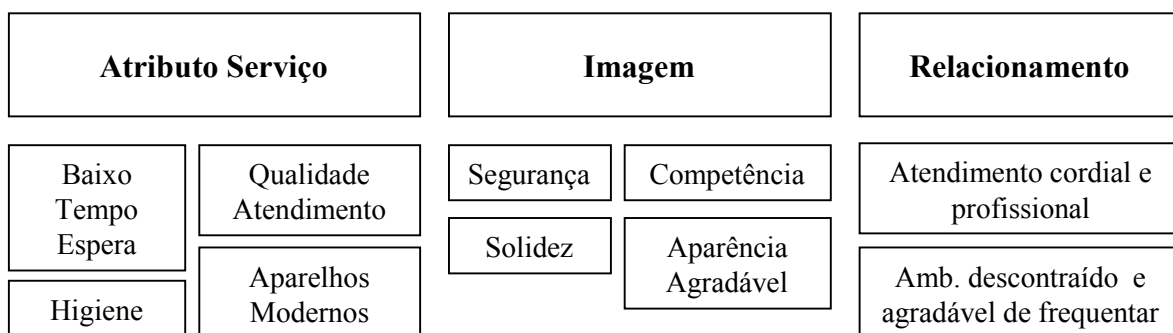 Atributo Serviço
Baixo
Tempo
Espera
Higiene
Qualidade
Atendimento
Aparelhos
Modernos
Imagem
Segurança
Solidez
Competência
Aparência
Agradável
Relacionamento
Atendimento cordial e
profissional
Amb. descontraído e
agradável de frequentar